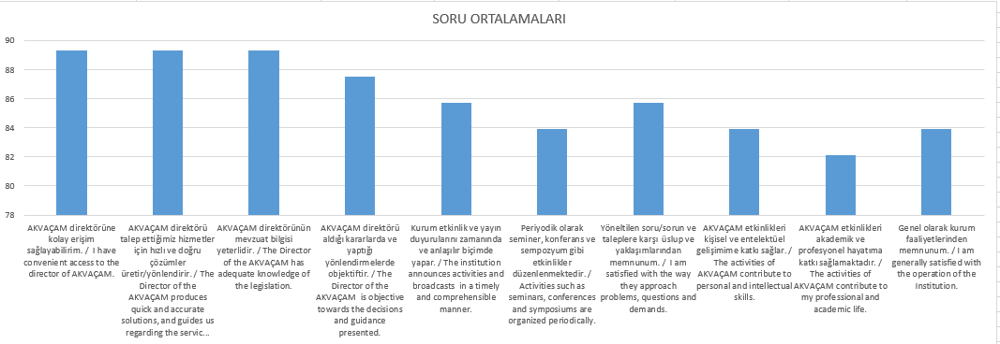 SORU ORTALAMALARI
90
88
86
84
82
80
78
AKVAÇAM direktörüne
kolay erişim
sağlayabilirim. / I have
convenient access to the
director of AKVAÇAM.
AKVAÇAM direktörü
talep ettiğimiz hizmetler
için hızlı ve doğru
çözümler
üretir/yönlendirir. / The
Director of the
AKVAÇAM produces
quick and accurate
solutions, and guides us
regarding the servic...
AKVAÇAM direktörünün
mevzuat bilgisi
yeterlidir. / The Director
of the AKVAÇAM has
adequate knowledge of
the legislation.
AKVAÇAM direktörü
aldığı kararlarda ve
yaptığı
yönlendirmelerde
objektiftir. / The
Director of the
AKVAÇAM is objective
towards the decisions
and guidance
presented.
Kurum etkinlik ve yayın
duyurularını zamanında
ve anlaşılır biçimde
yapar. / The institution
announces activities and
broadcasts in a timely
and comprehensible
manner.
Periyodik olarak
seminer, konferans ve
sempozyum gibi
etkinlikler
düzenlenmektedir. /
Activities such as
seminars, conferences
and symposiums are
organized periodically.
Yöneltilen soru/sorun ve
taleplere karşı üslup ve
yaklaşımlarından
memnunum. / I am
satisfied with the way
they approach
problems, questions and
demands.
AKVAÇAM etkinlikleri
kişisel ve entelektüel
gelişimime katkı sağlar. /
The activities of
AKVAÇAM contribute to
personal and intellectual
skills.
AKVAÇAM etkinlikleri
akademik ve
profesyonel hayatıma
katkı sağlamaktadır. /
The activities of
AKVAÇAM contribute to
my professional and
academic life.
Genel olarak kurum
faaliyetlerinden
memnunum. / I am
generally satisfied with
the operation of the
Institution.